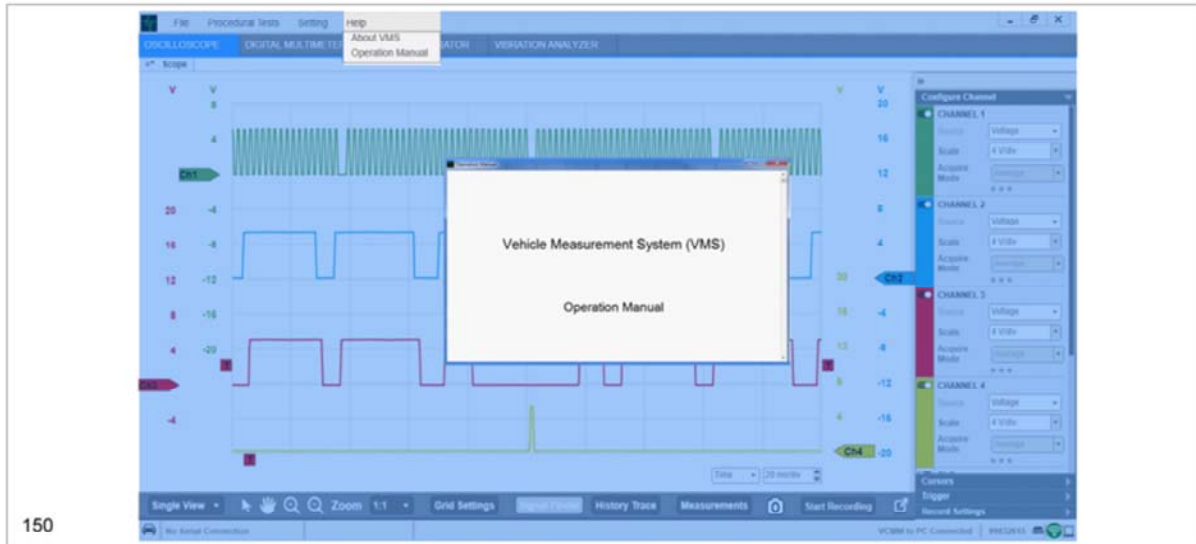 File Procedural Tests Setting Help
About VMS
Operation Manual
OSCILLOSCOPE DIGITAL MULTIMETER VIBRATION ANALYZER
Scope
V V V V
8 20
4 16
12
Ch1
20 -4 8
16 -8 4
12 -12 20 Ch2
8 -16 16 -4
4 -20 12 -8
T T
Ch3 8 -12
-4 4 -16
Ch4 -20
T
Operation Manual
Vehicle Measurement System (VMS)
Operation Manual
Configure Channel
CHANNEL 1
Source Voltage
Scale 4 V/div
Acquire Mode Average
CHANNEL 2
Source Voltage
Scale 4 V/div
Acquire Mode Average
CHANNEL 3
Source Voltage
Scale 4 V/div
Acquire Mode Average
CHANNEL 4
Source Voltage
Scale 4 V/div
Acquire Mode Average
Cursors
Trigger
Record Settings
Time 20 ms/div
Single View Zoom 1:1 Grid Settings Signal Finder History Trace Measurements Start Recording
No Serial Connection VCMM to PC Connected
150